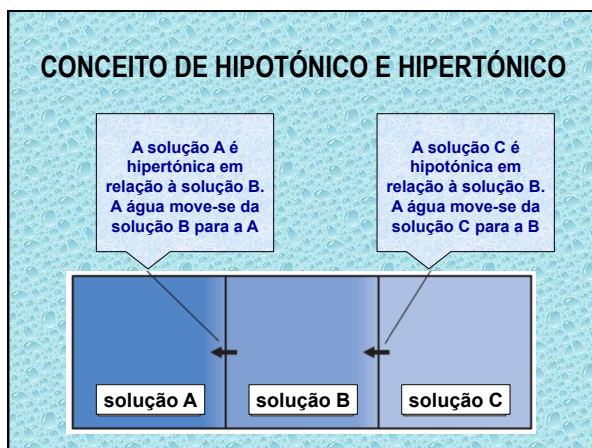 CONCEITO DE HIPOTÓNICO E HIPERTÓNICO
A solução A é
hipertónica em
relação à solução B.
A água move-se da
solução B para a A
A solução C é
hipotónica em
relação à solução B.
A água move-se da
solução C para a B
solução A
solução B
solução C